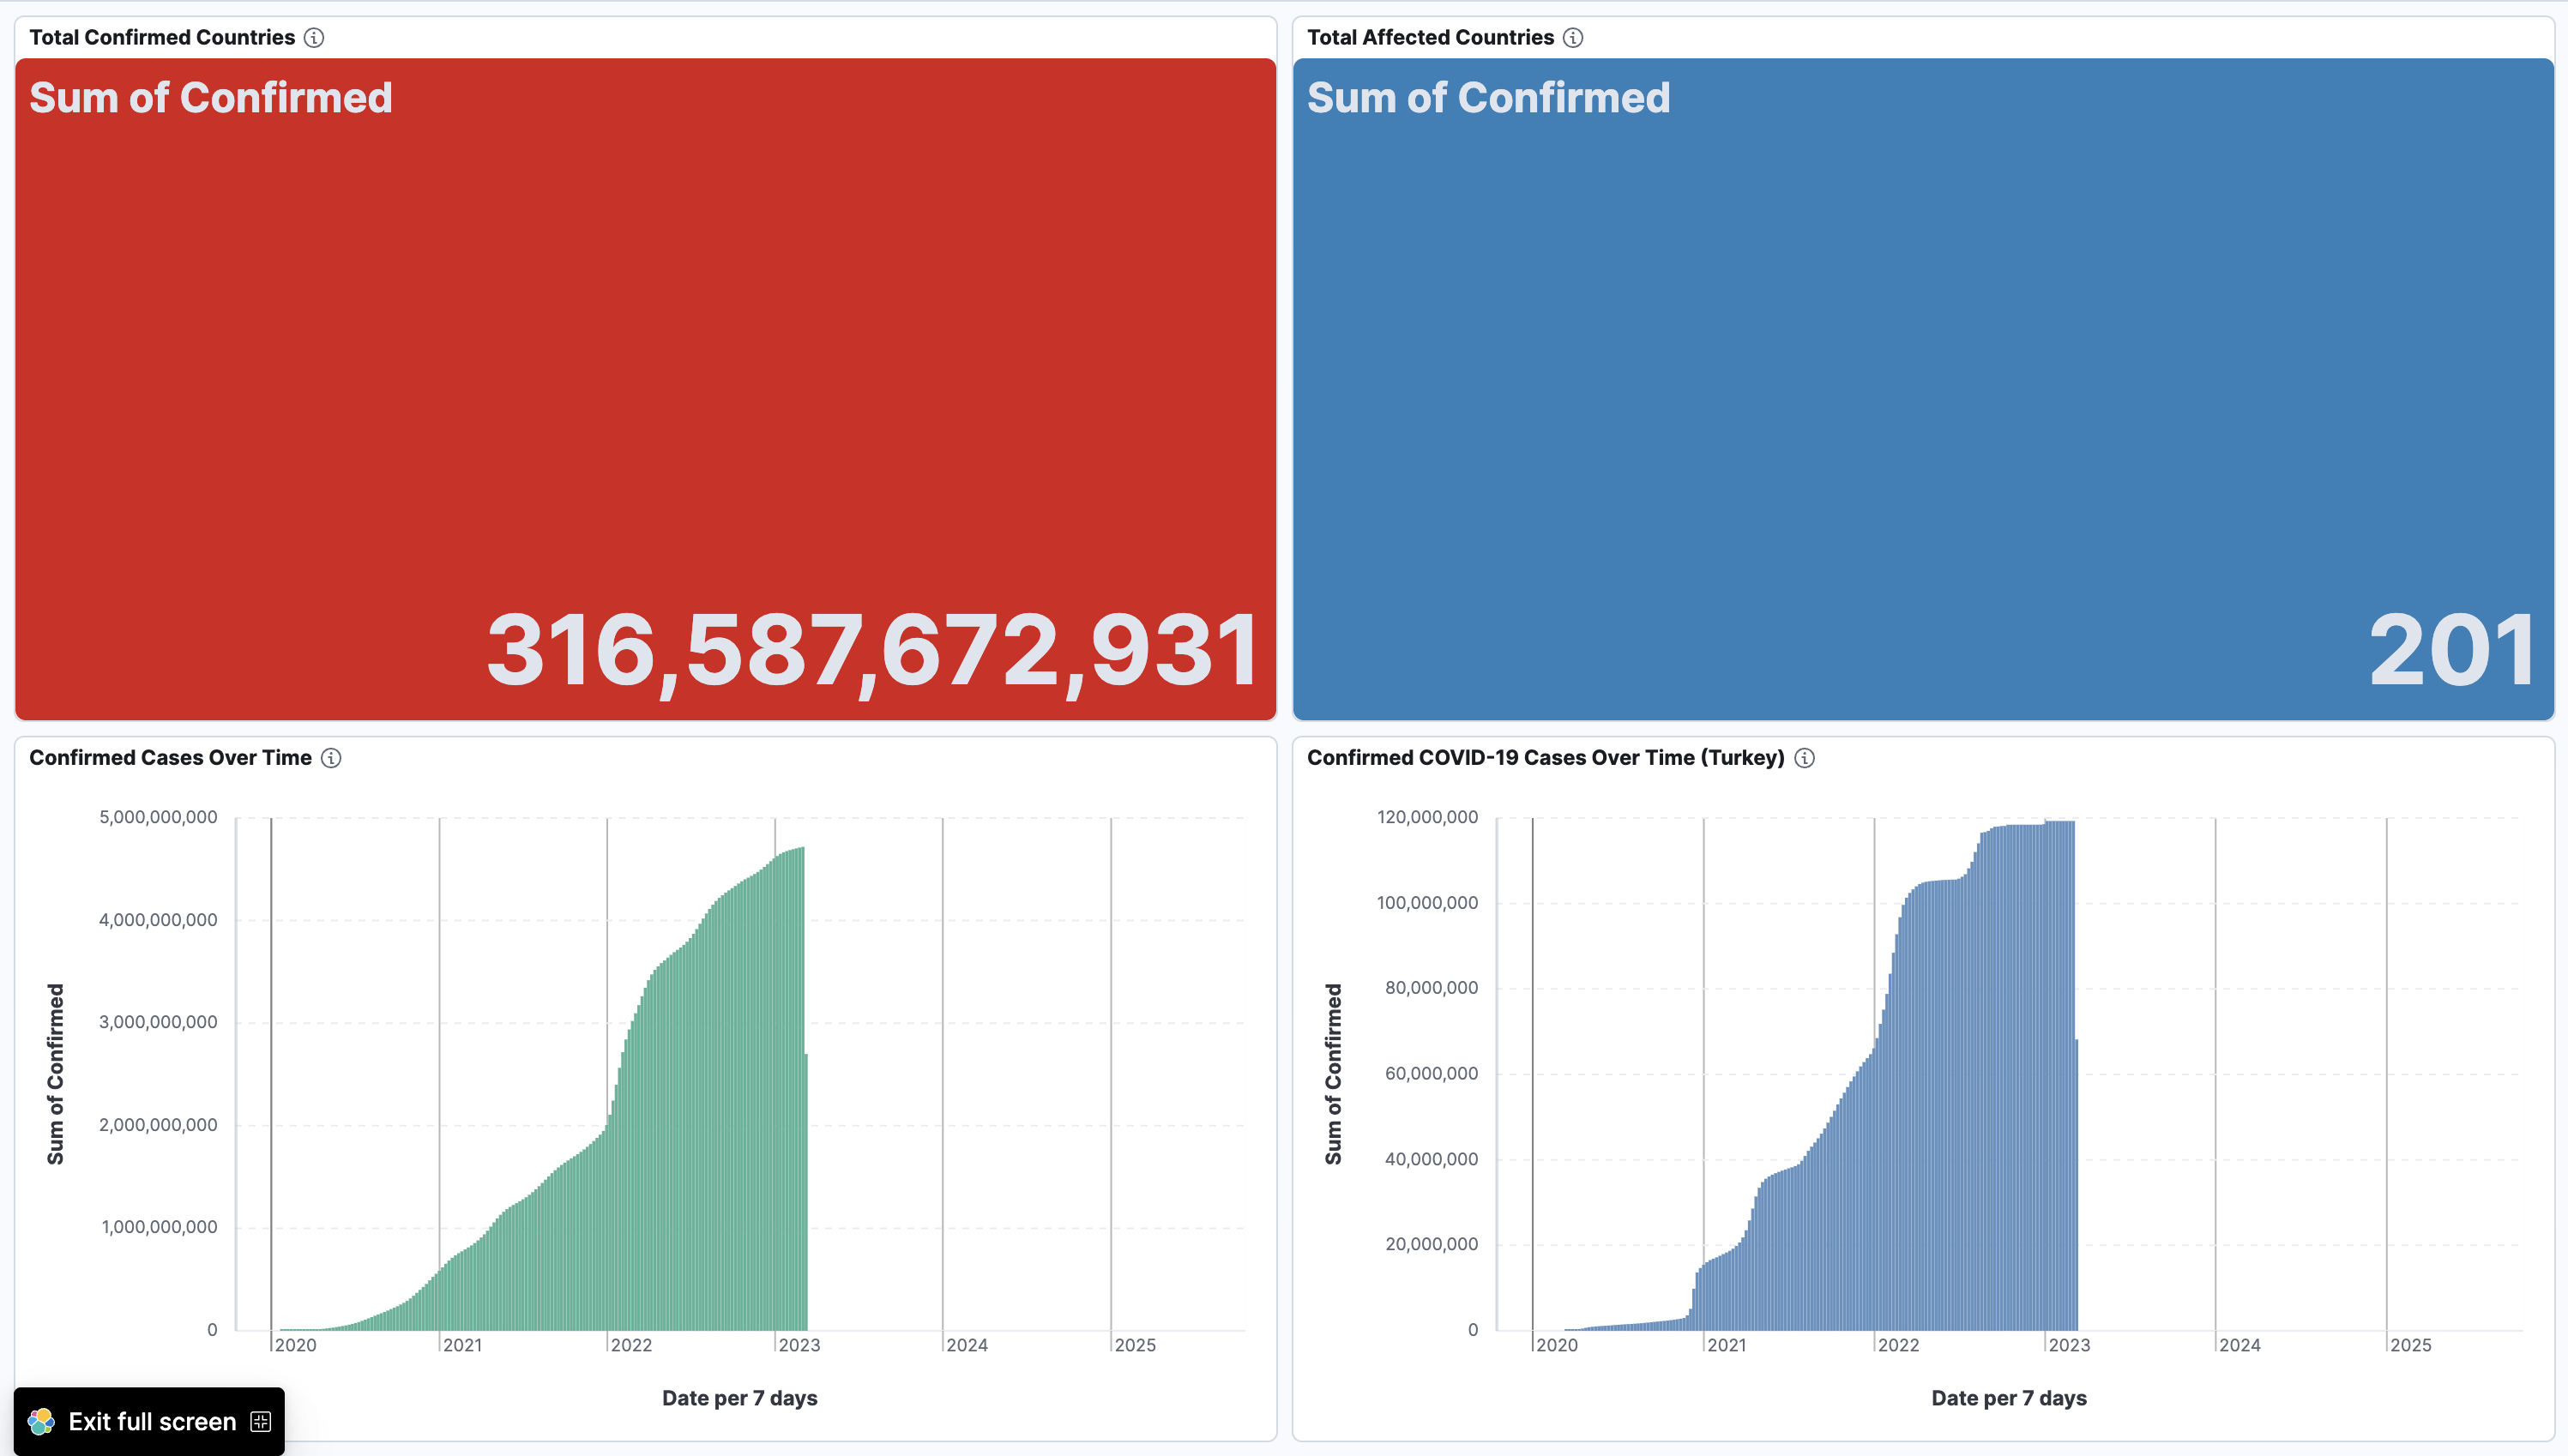 Total Confirmed Countries
Sum of Confirmed
316,587,672,931
Total Affected Countries
Sum of Confirmed
201
Confirmed Cases Over Time
5,000,000,000
4,000,000,000
3,000,000,000
2,000,000,000
1,000,000,000
0
Sum of Confirmed
2020 2021 2022 2023 2024 2025
Date per 7 days
Confirmed COVID-19 Cases Over Time (Turkey)
120,000,000
100,000,000
80,000,000
60,000,000
40,000,000
20,000,000
0
Sum of Confirmed
2020 2021 2022 2023 2024 2025
Date per 7 days
Exit full screen